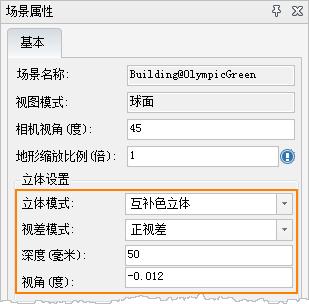 场景属性
基本
场景名称: Building@OlympicGreen
视图模式: 球面
相机视角(度): 45
地形缩放比例(倍): 1
立体设置
立体模式: 互补色立体
视差模式: 正视差
深度(毫米): 50
视角(度): -0.012